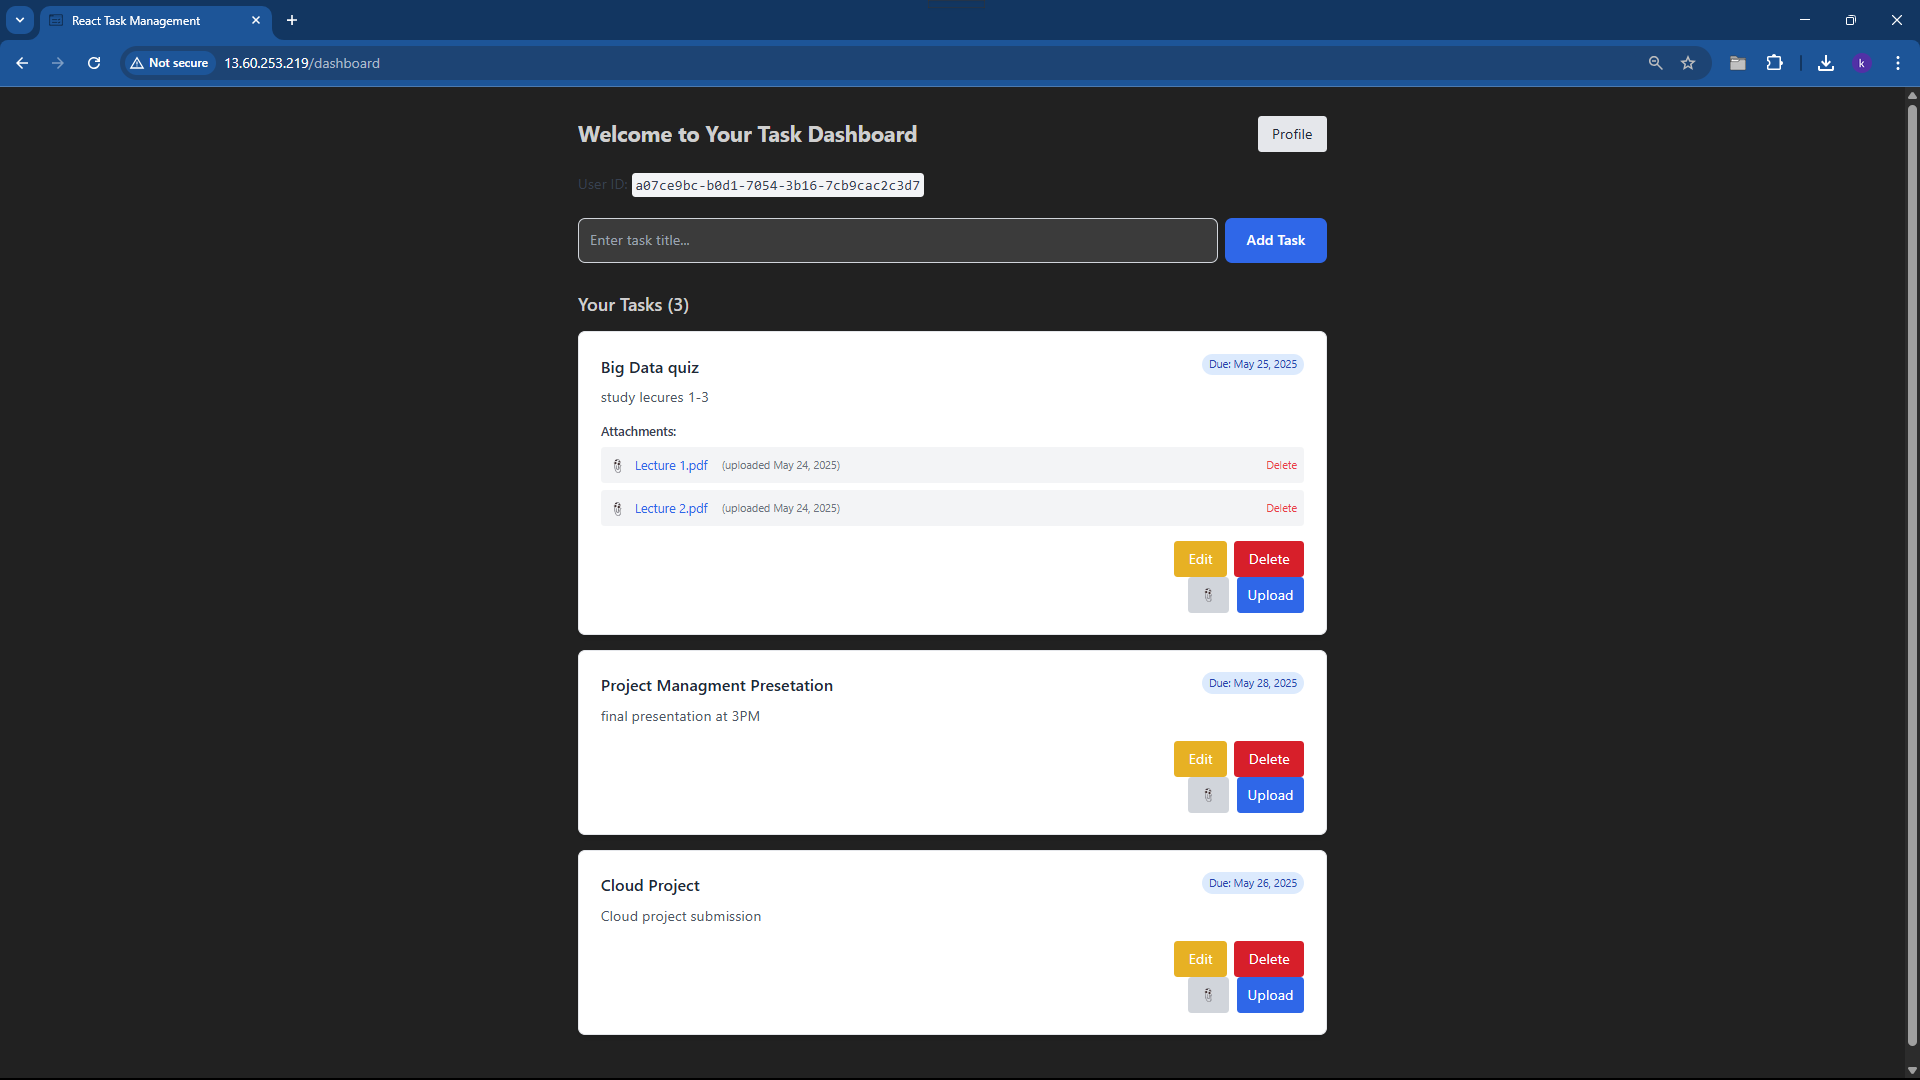 React Task Management
Not secure
13.60.253.219/dashboard
k
Welcome to Your Task Dashboard
Profile
User ID: a07ce9bc-b0d1-7054-3b16-7cb9cac2c3d7
Enter task title...
Add Task
Your Tasks (3)
Big Data quiz
Due: May 25, 2025
study lecures 1-3
Attachments:
Lecture 1.pdf (uploaded May 24, 2025) Delete
Lecture 2.pdf (uploaded May 24, 2025) Delete
Edit Delete
Upload
Project Managment Presetation
Due: May 28, 2025
final presentation at 3PM
Edit Delete
Upload
Cloud Project
Due: May 26, 2025
Cloud project submission
Edit Delete
Upload